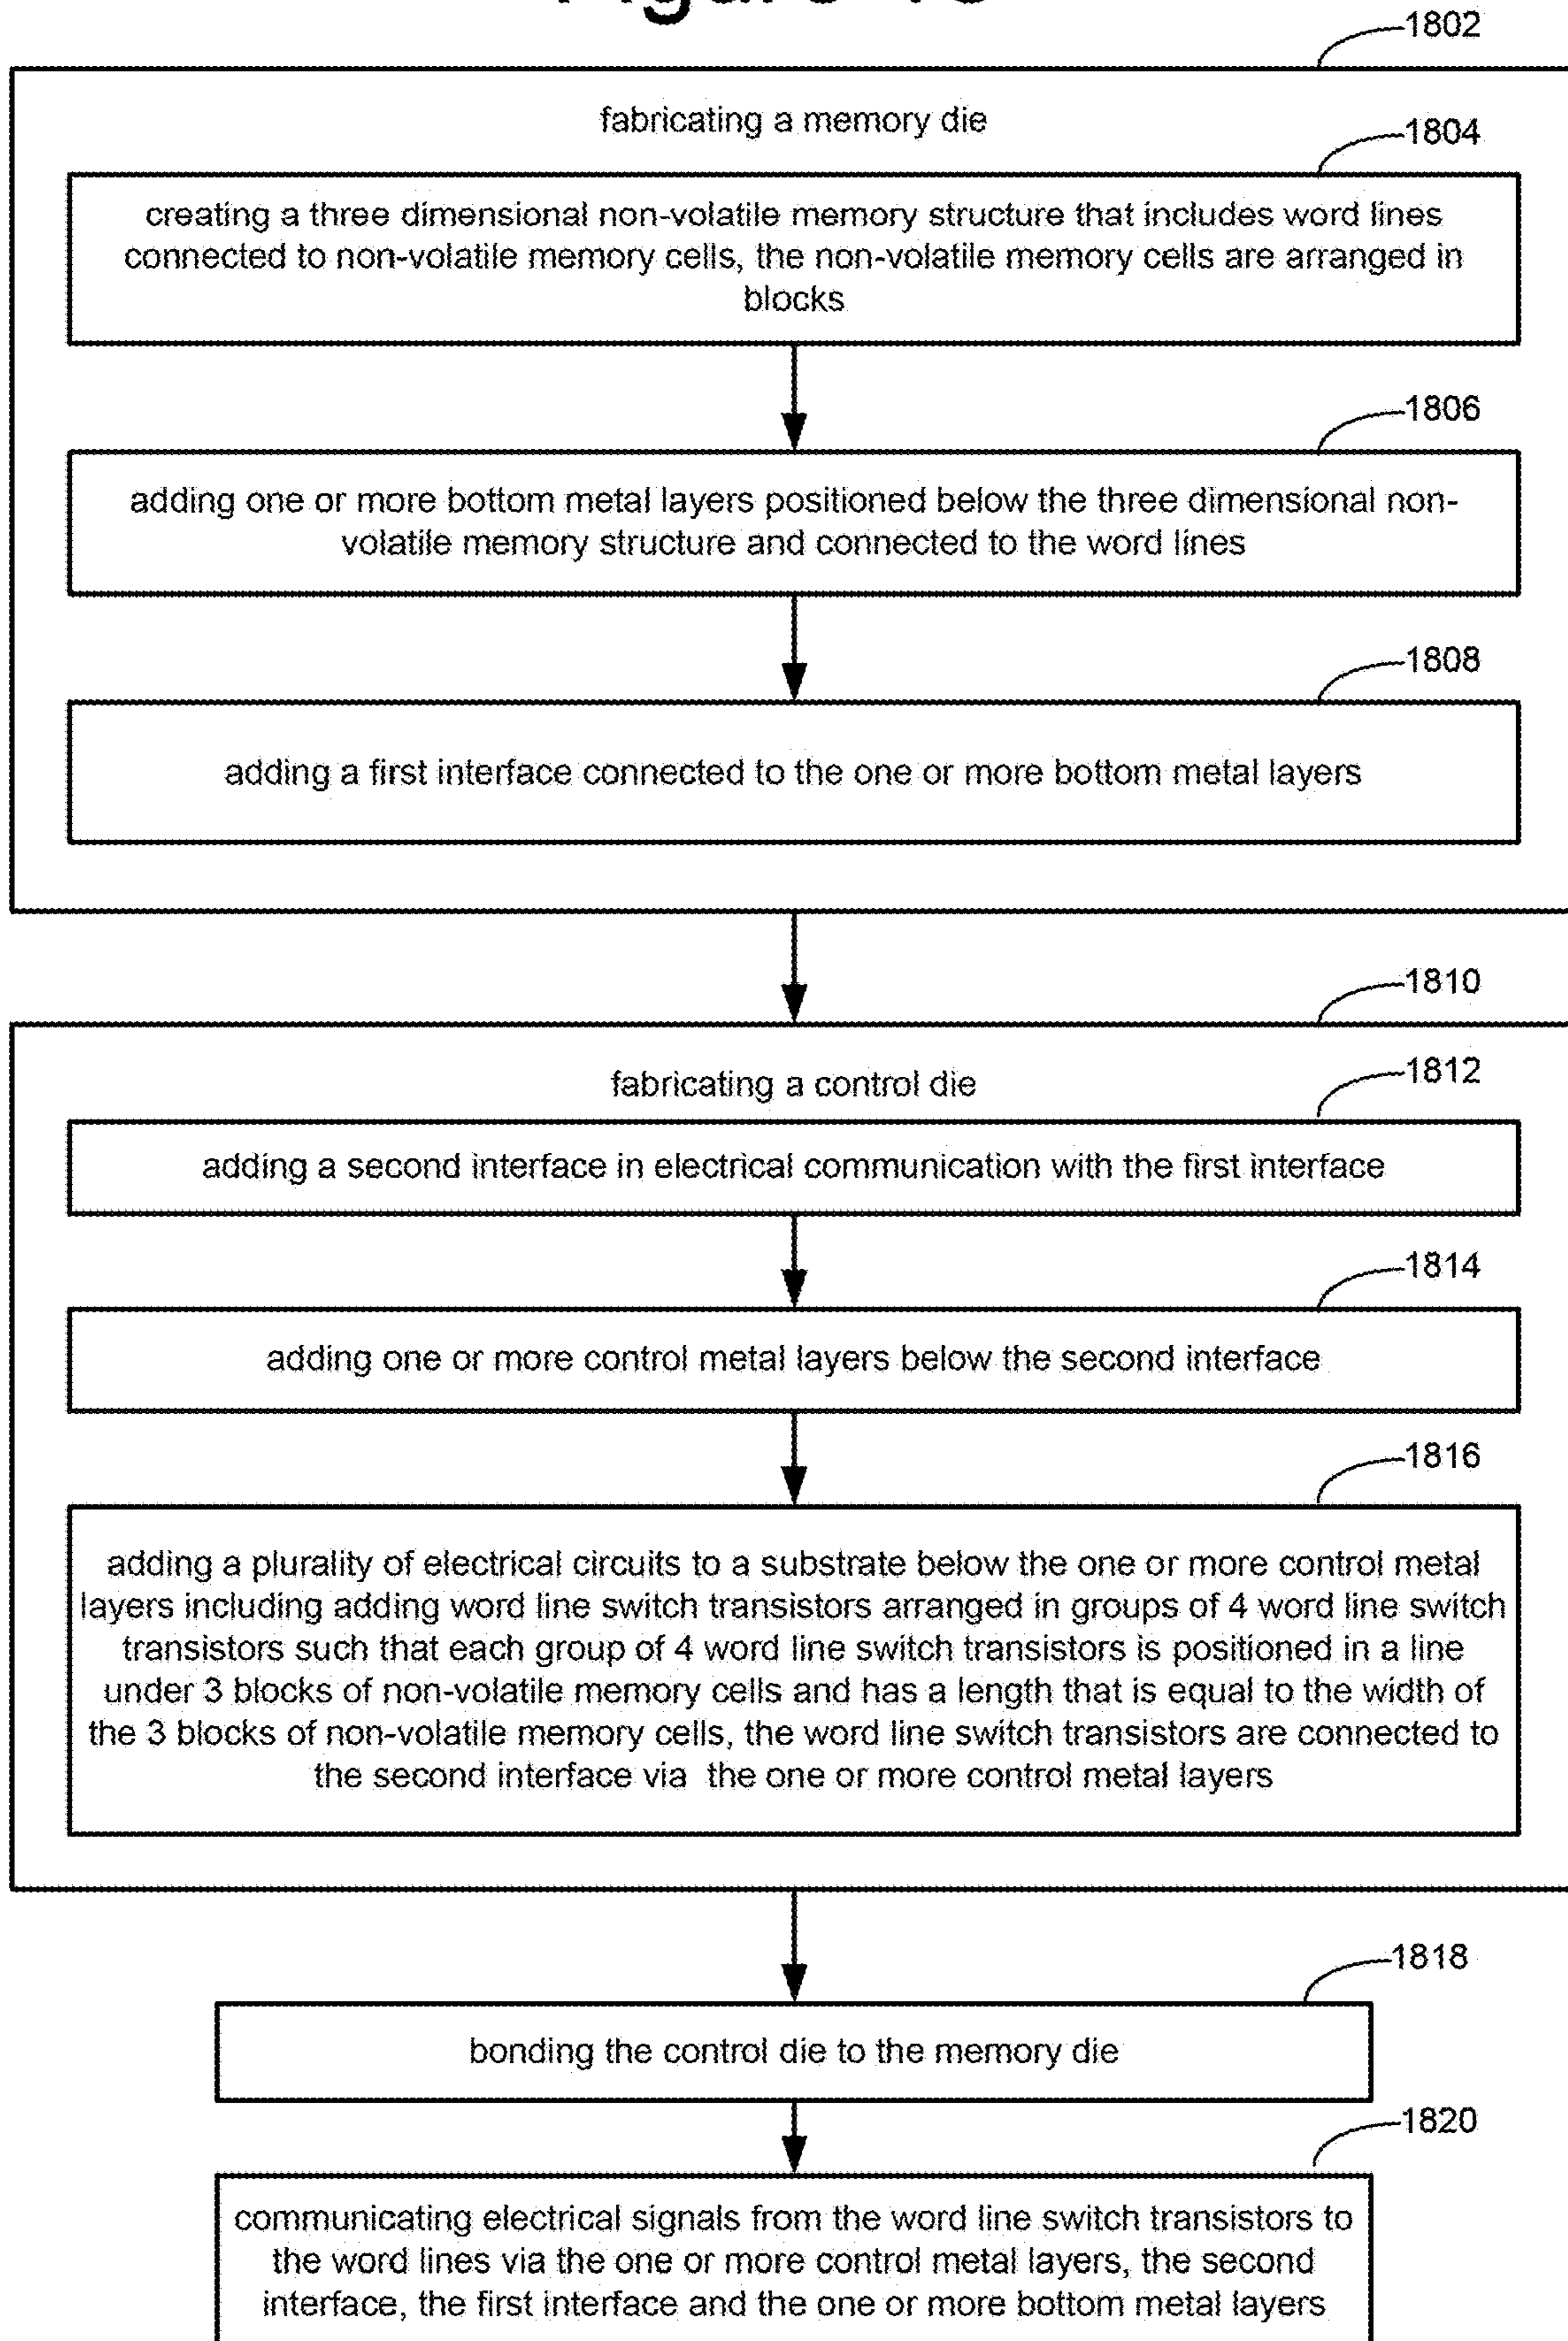 1802
fabricating a memory die
1804
creating a three dimensional non-volatile memory structure that includes word lines
connected to non-volatile memory cells, the non-volatile memory cells are arranged in
blocks
1806
adding one or more bottom metal layers positioned below the three dimensional non-
volatile memory structure and connected to the word lines
1808
adding a first interface connected to the one or more bottom metal layers
1810
fabricating a control die
1812
adding a second interface in electrical communication with the first interface
1814
adding one or more control metal layers below the second interface
1816
adding a plurality of electrical circuits to a substrate below the one or more control metal
layers including adding word line switch transistors arranged in groups of 4 word line switch
transistors such that each group of 4 word line switch transistors is positioned in a line
under 3 blocks of non-volatile memory cells and has a length that is equal to the width of
the 3 blocks of non-volatile memory cells, the word line switch transistors are connected to
the second interface via the one or more control metal layers
1818
bonding the control die to the memory die
1820
communicating electrical signals from the word line switch transistors to
the word lines via the one or more control metal layers, the second
interface, the first interface and the one or more bottom metal layers